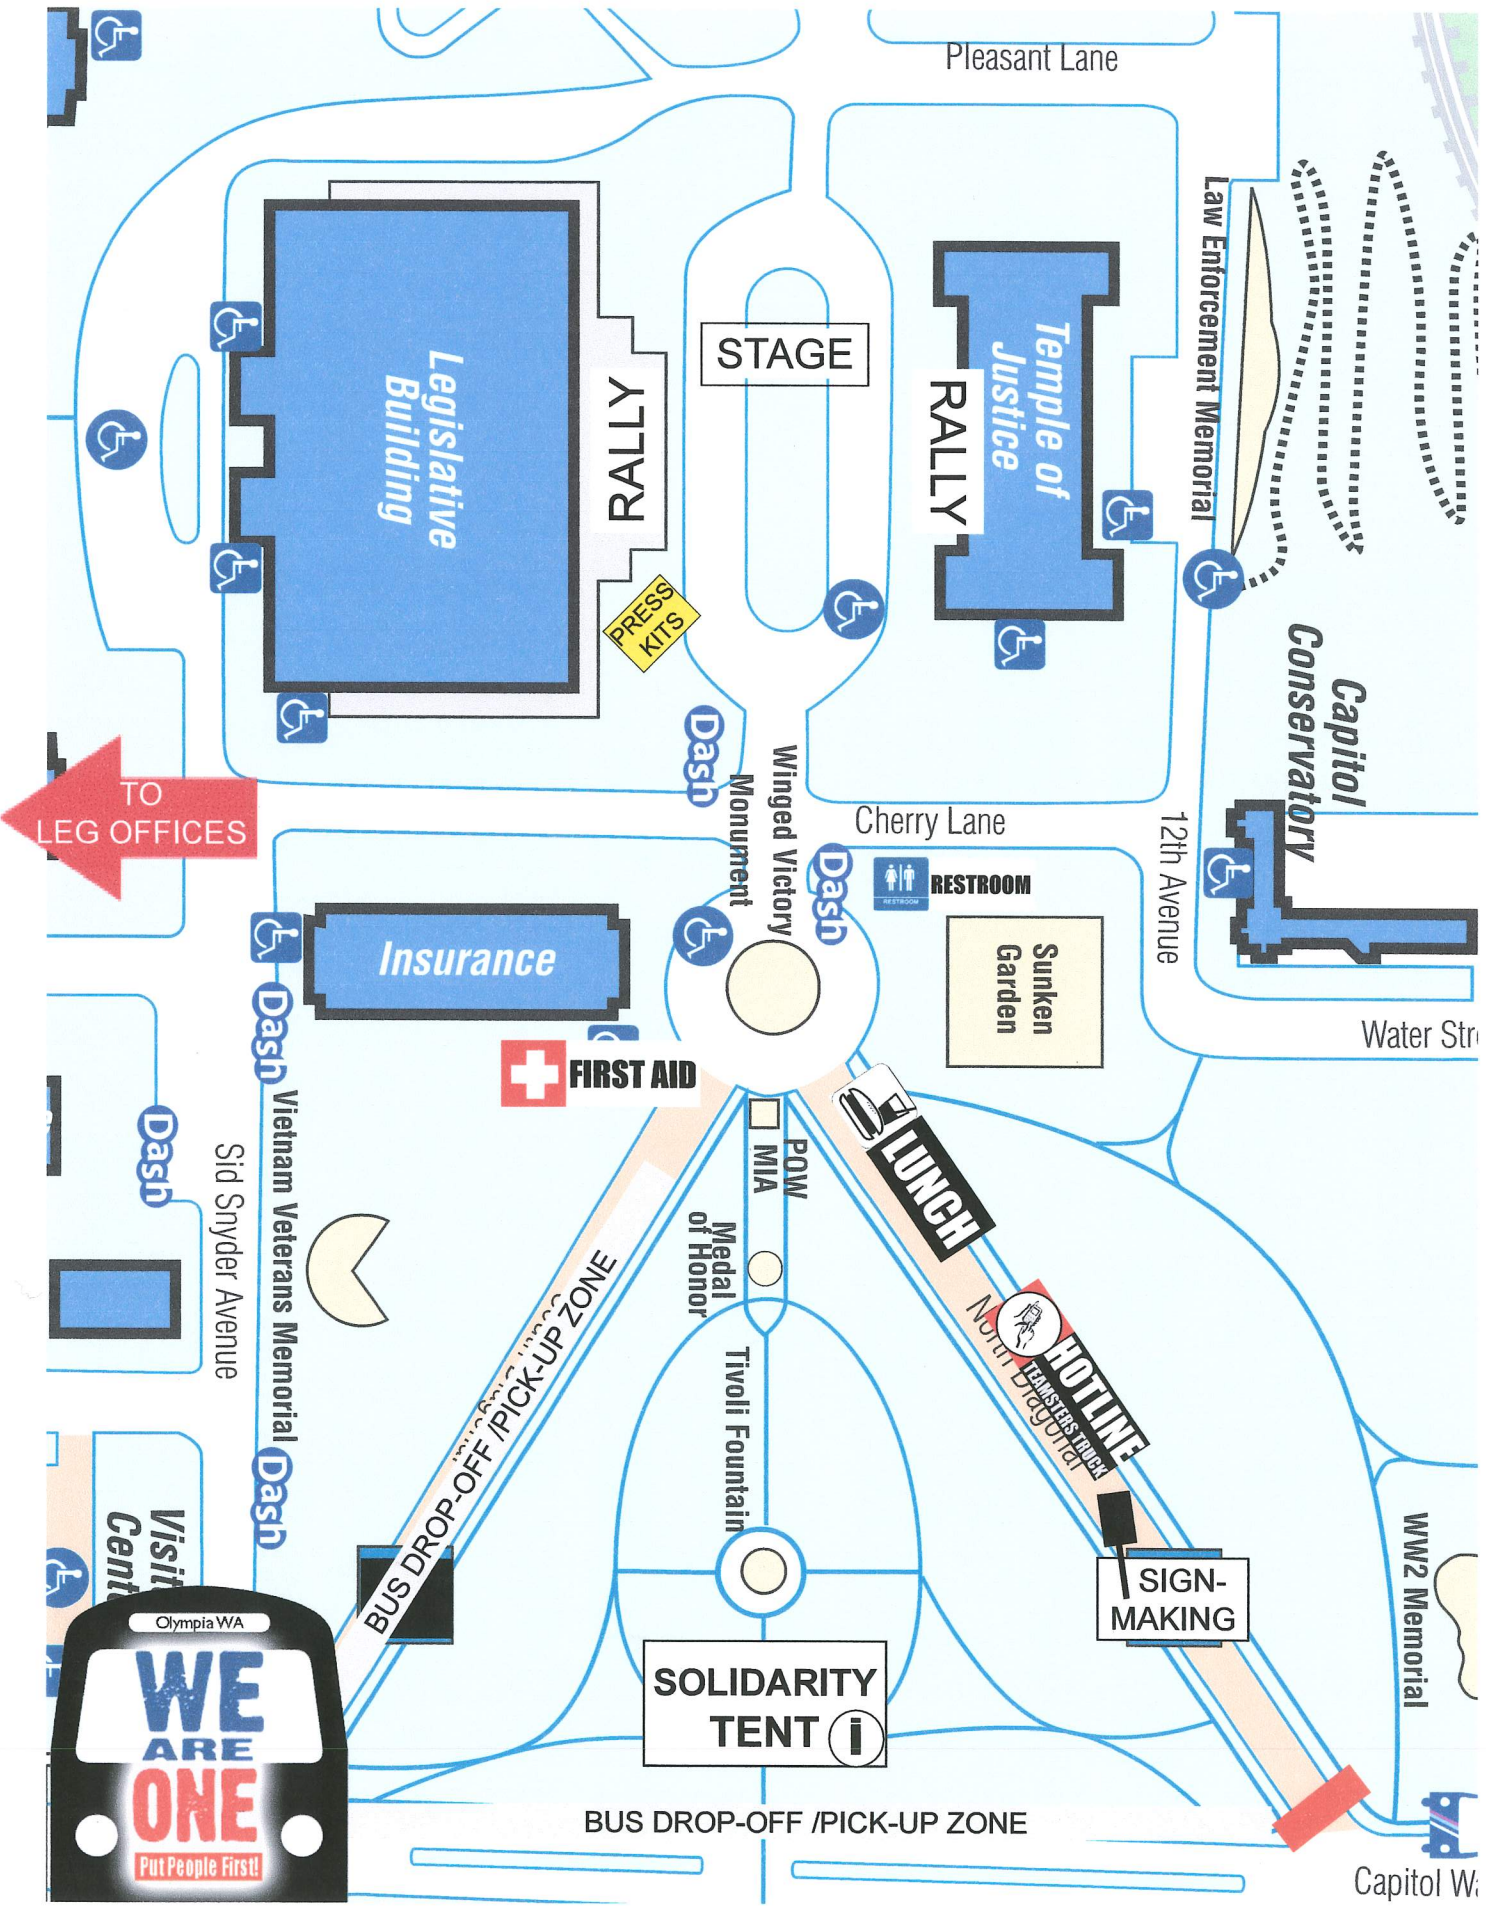 Pleasant Lane
Law Enforcement Memorial
STAGE
Temple of
Justice
RALLY
Legislative
Building
RALLY
PRESS
KITS
Capitol
Conservatory
Dash
Winged Victory
Monument
TO
LEG OFFICES
Cherry Lane
12th Avenue
Dash
RESTROOM
RESTROOM
Insurance
Sunken
Garden
Dash
Water Str
FIRST AID
LUNCH
Vietnam Veterans Memorial
Dash
Sid Snyder Avenue
POW
MIA
Medal
of Honor
BUS DROP-OFF /PICK-UP ZONE
Tivoli Fountain
North Diagonal
HOTLINE
TEAMSTERS TRUCK
Dash
SIGN-
MAKING
WW2 Memorial
Visit
Cent
Olympia WA
WE
ARE
ONE
Put People First!
SOLIDARITY
TENT i
BUS DROP-OFF /PICK-UP ZONE
Capitol Wa